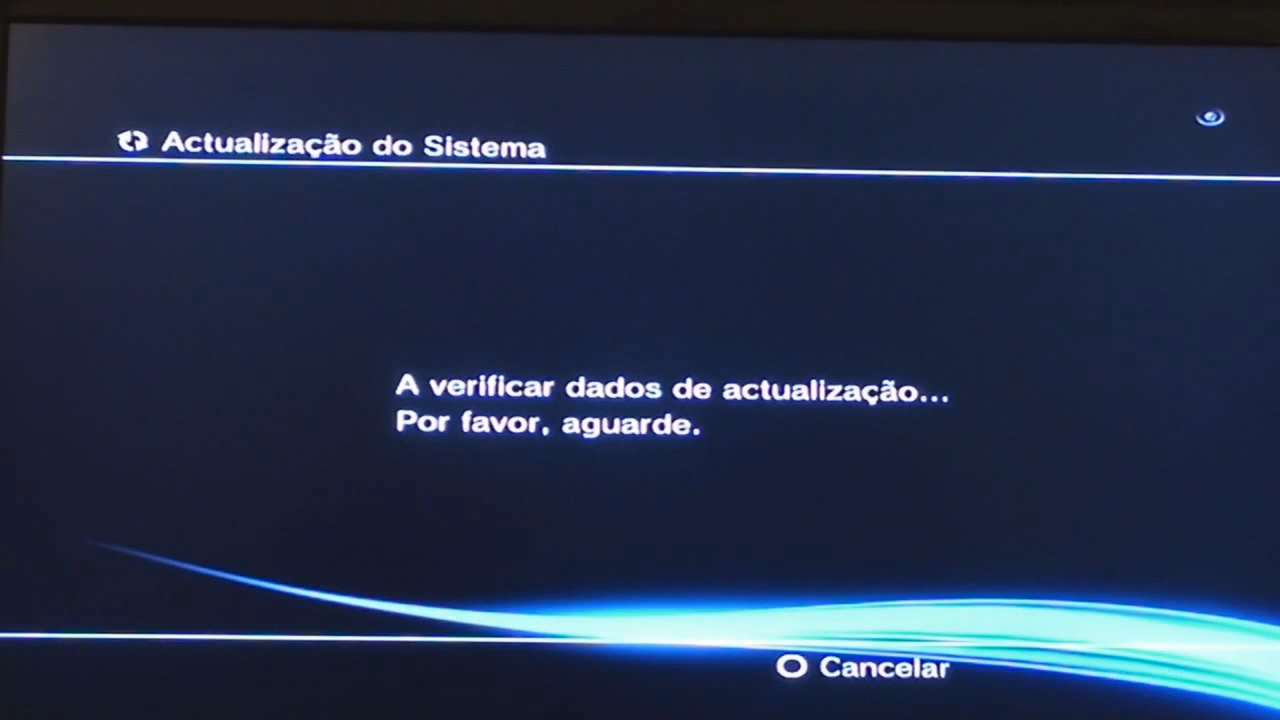 Actualização do Sistema
A verificar dados de actualização...
Por favor, aguarde.
Cancelar